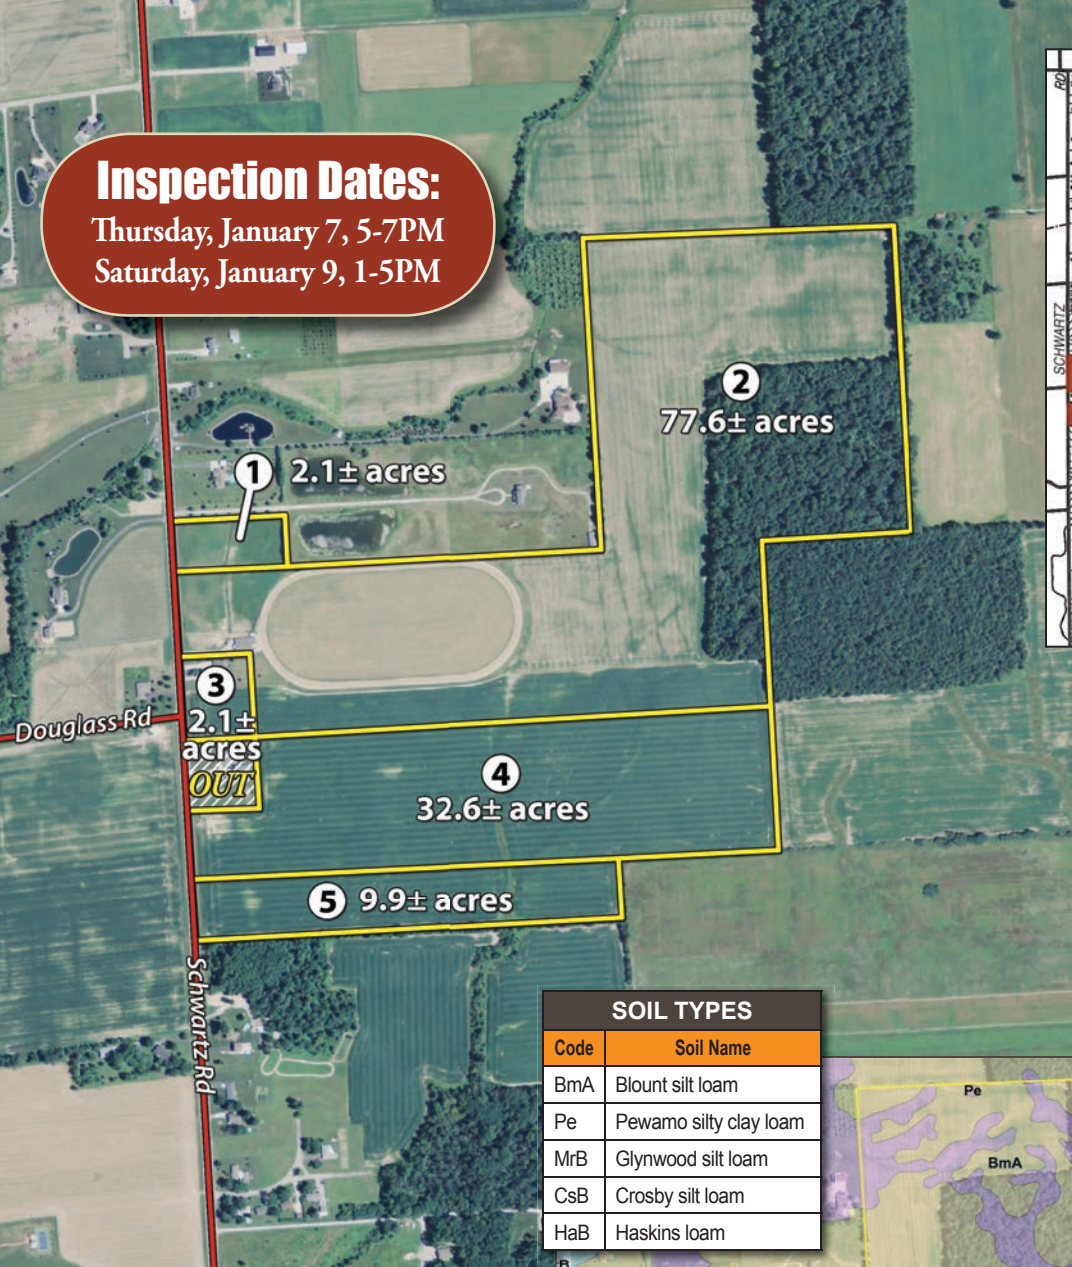 Inspection Dates:
Thursday, January 7, 5-7PM
Saturday, January 9, 1-5PM
RD
SCHWARTZ
2
77.6± acres
1 2.1± acres
3
2.1±
acres
OUT
Douglass Rd
4
32.6± acres
5 9.9± acres
Schwartz Rd
SOIL TYPES
Code Soil Name
BmA Blount silt loam
Pe Pewamo silty clay loam
MrB Glynwood silt loam
CsB Crosby silt loam
HaB Haskins loam
Pe
BmA